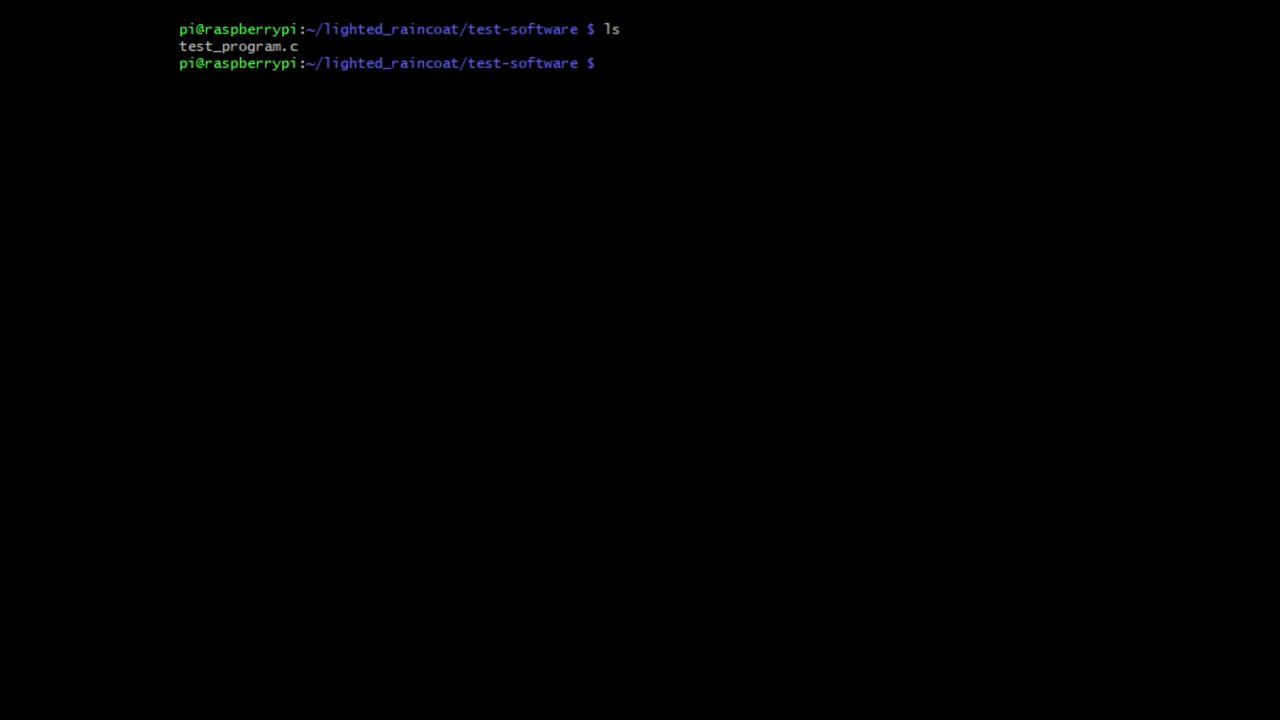 pi@raspberrypi:~/lighted_raincoat/test-software $ ls
test_program.c
pi@raspberrypi:~/lighted_raincoat/test-software $